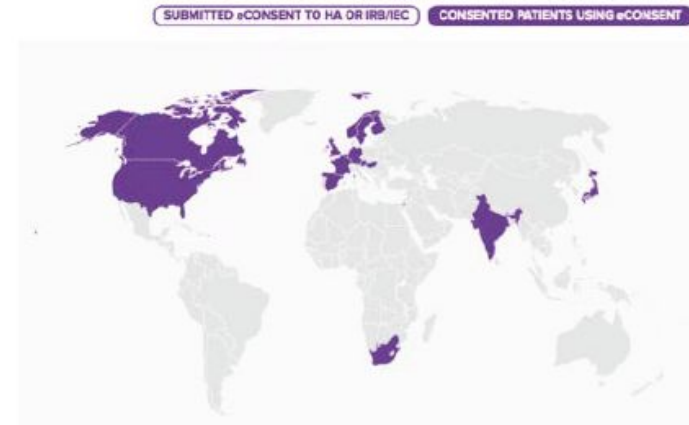 SUBMITTED eCONSENT TO HA OR IRB/IEC
CONSENTED PATIENTS USING eCONSENT